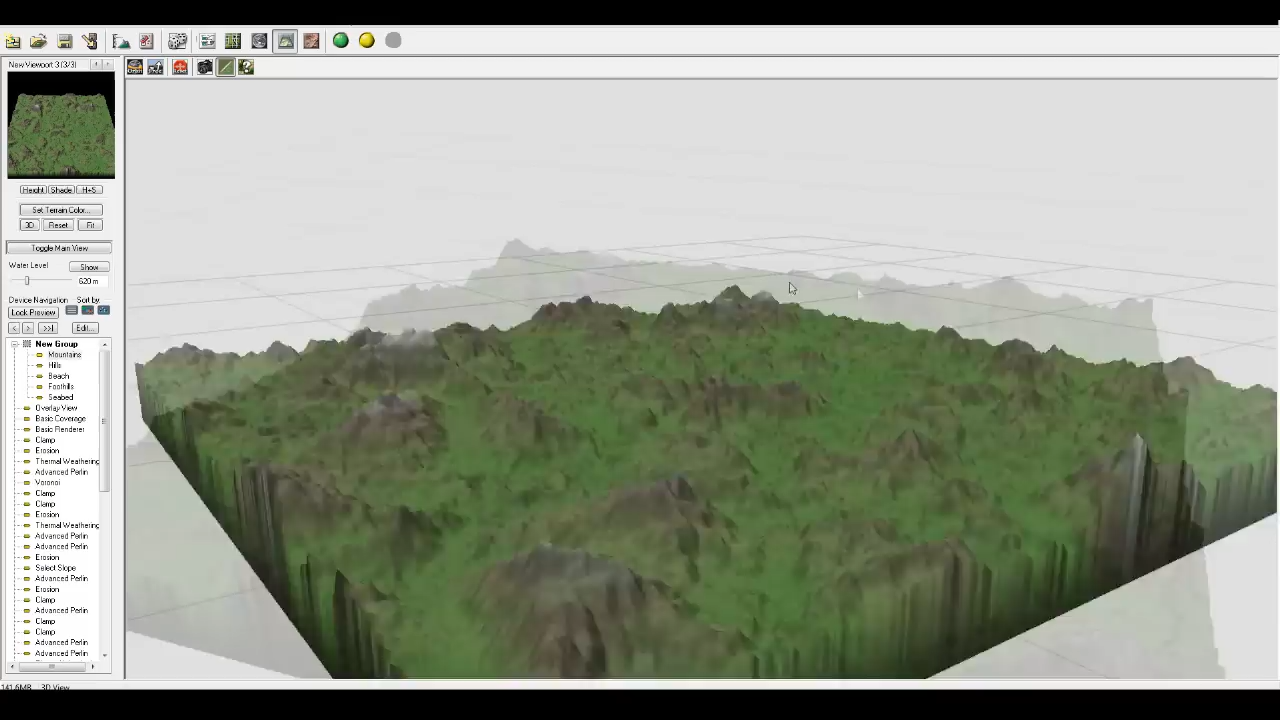 New Viewport 3 (3/3)
Height Shade H+S
Set Terrain Color...
3D Reset Fit
Toggle Main View
Water Level Show
620 m
Device Navigation Sort by:
Lock Preview
< > >> Edit...
New Group
Mountains
Hills
Beach
Foothills
Seabed
Overlay View
Basic Coverage
Basic Renderer
Clamp
Erosion
Thermal Weathering
Advanced Perlin
Voronoi
Clamp
Clamp
Erosion
Thermal Weathering
Advanced Perlin
Advanced Perlin
Erosion
Select Slope
Advanced Perlin
Erosion
Clamp
Advanced Perlin
Clamp
Clamp
Advanced Perlin
Advanced Perlin
141.6MB 3D View